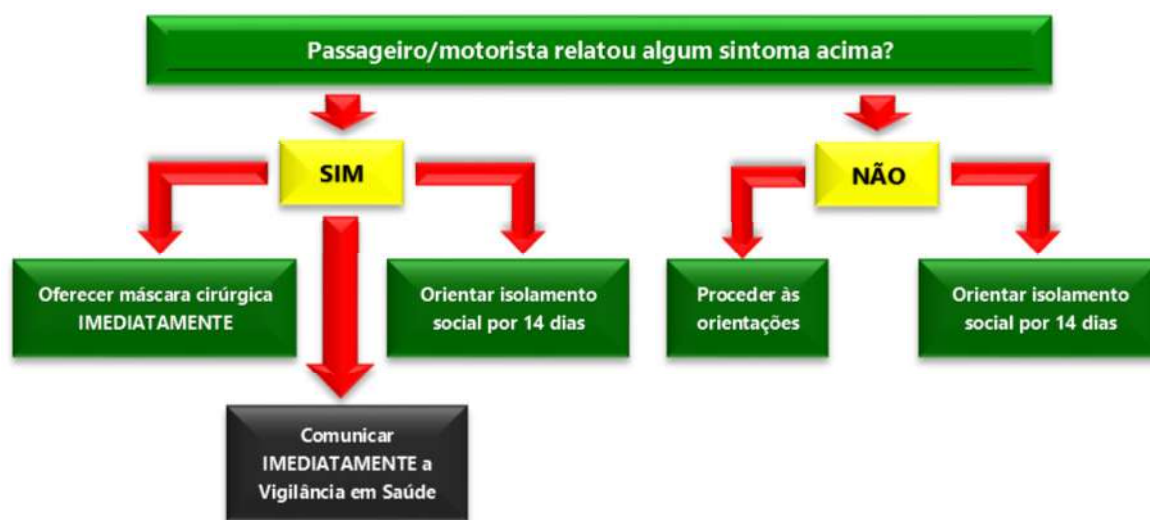 Passageiro/motorista relatou algum sintoma acima?
SIM
NÃO
Oferecer máscara cirúrgica
IMEDIATAMENTE
Orientar isolamento
social por 14 dias
Proceder às
orientações
Orientar isolamento
social por 14 dias
Comunicar
IMEDIATAMENTE a
Vigilância em Saúde